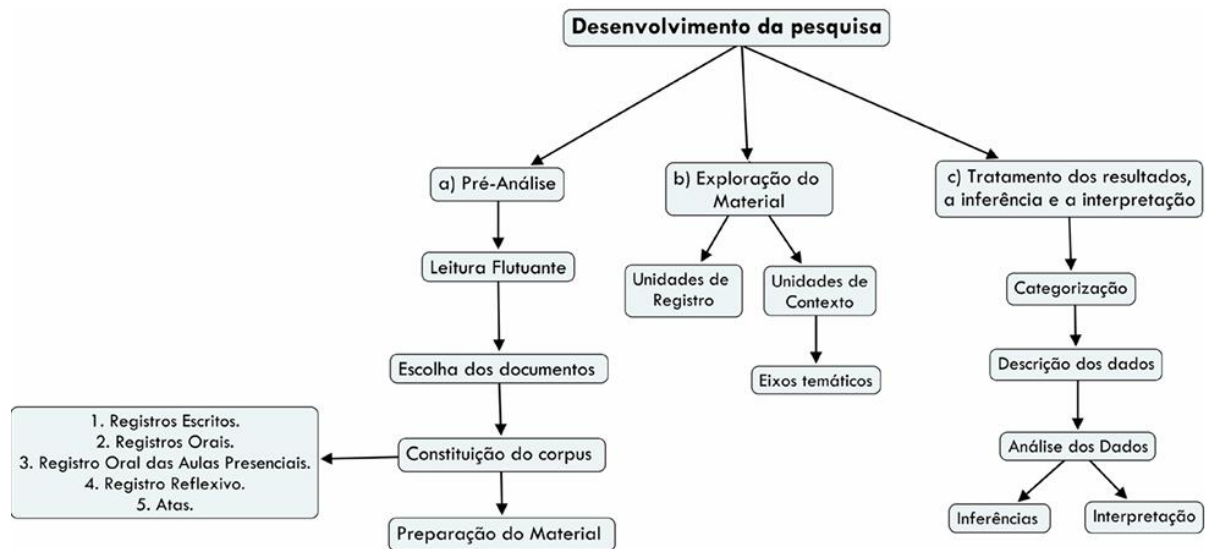 Desenvolvimento da pesquisa
a) Pré-Análise
Leitura Flutuante
Escolha dos documentos
Constituição do corpus
1. Registros Escritos.
2. Registros Orais.
3. Registro Oral das Aulas Presenciais.
4. Registro Reflexivo.
5. Atas.
Preparação do Material
b) Exploração do
Material
Unidades de
Registro
Unidades de
Contexto
Eixos temáticos
c) Tratamento dos resultados,
a inferência e a interpretação
Categorização
Descrição dos dados
Análise dos Dados
Inferências
Interpretação